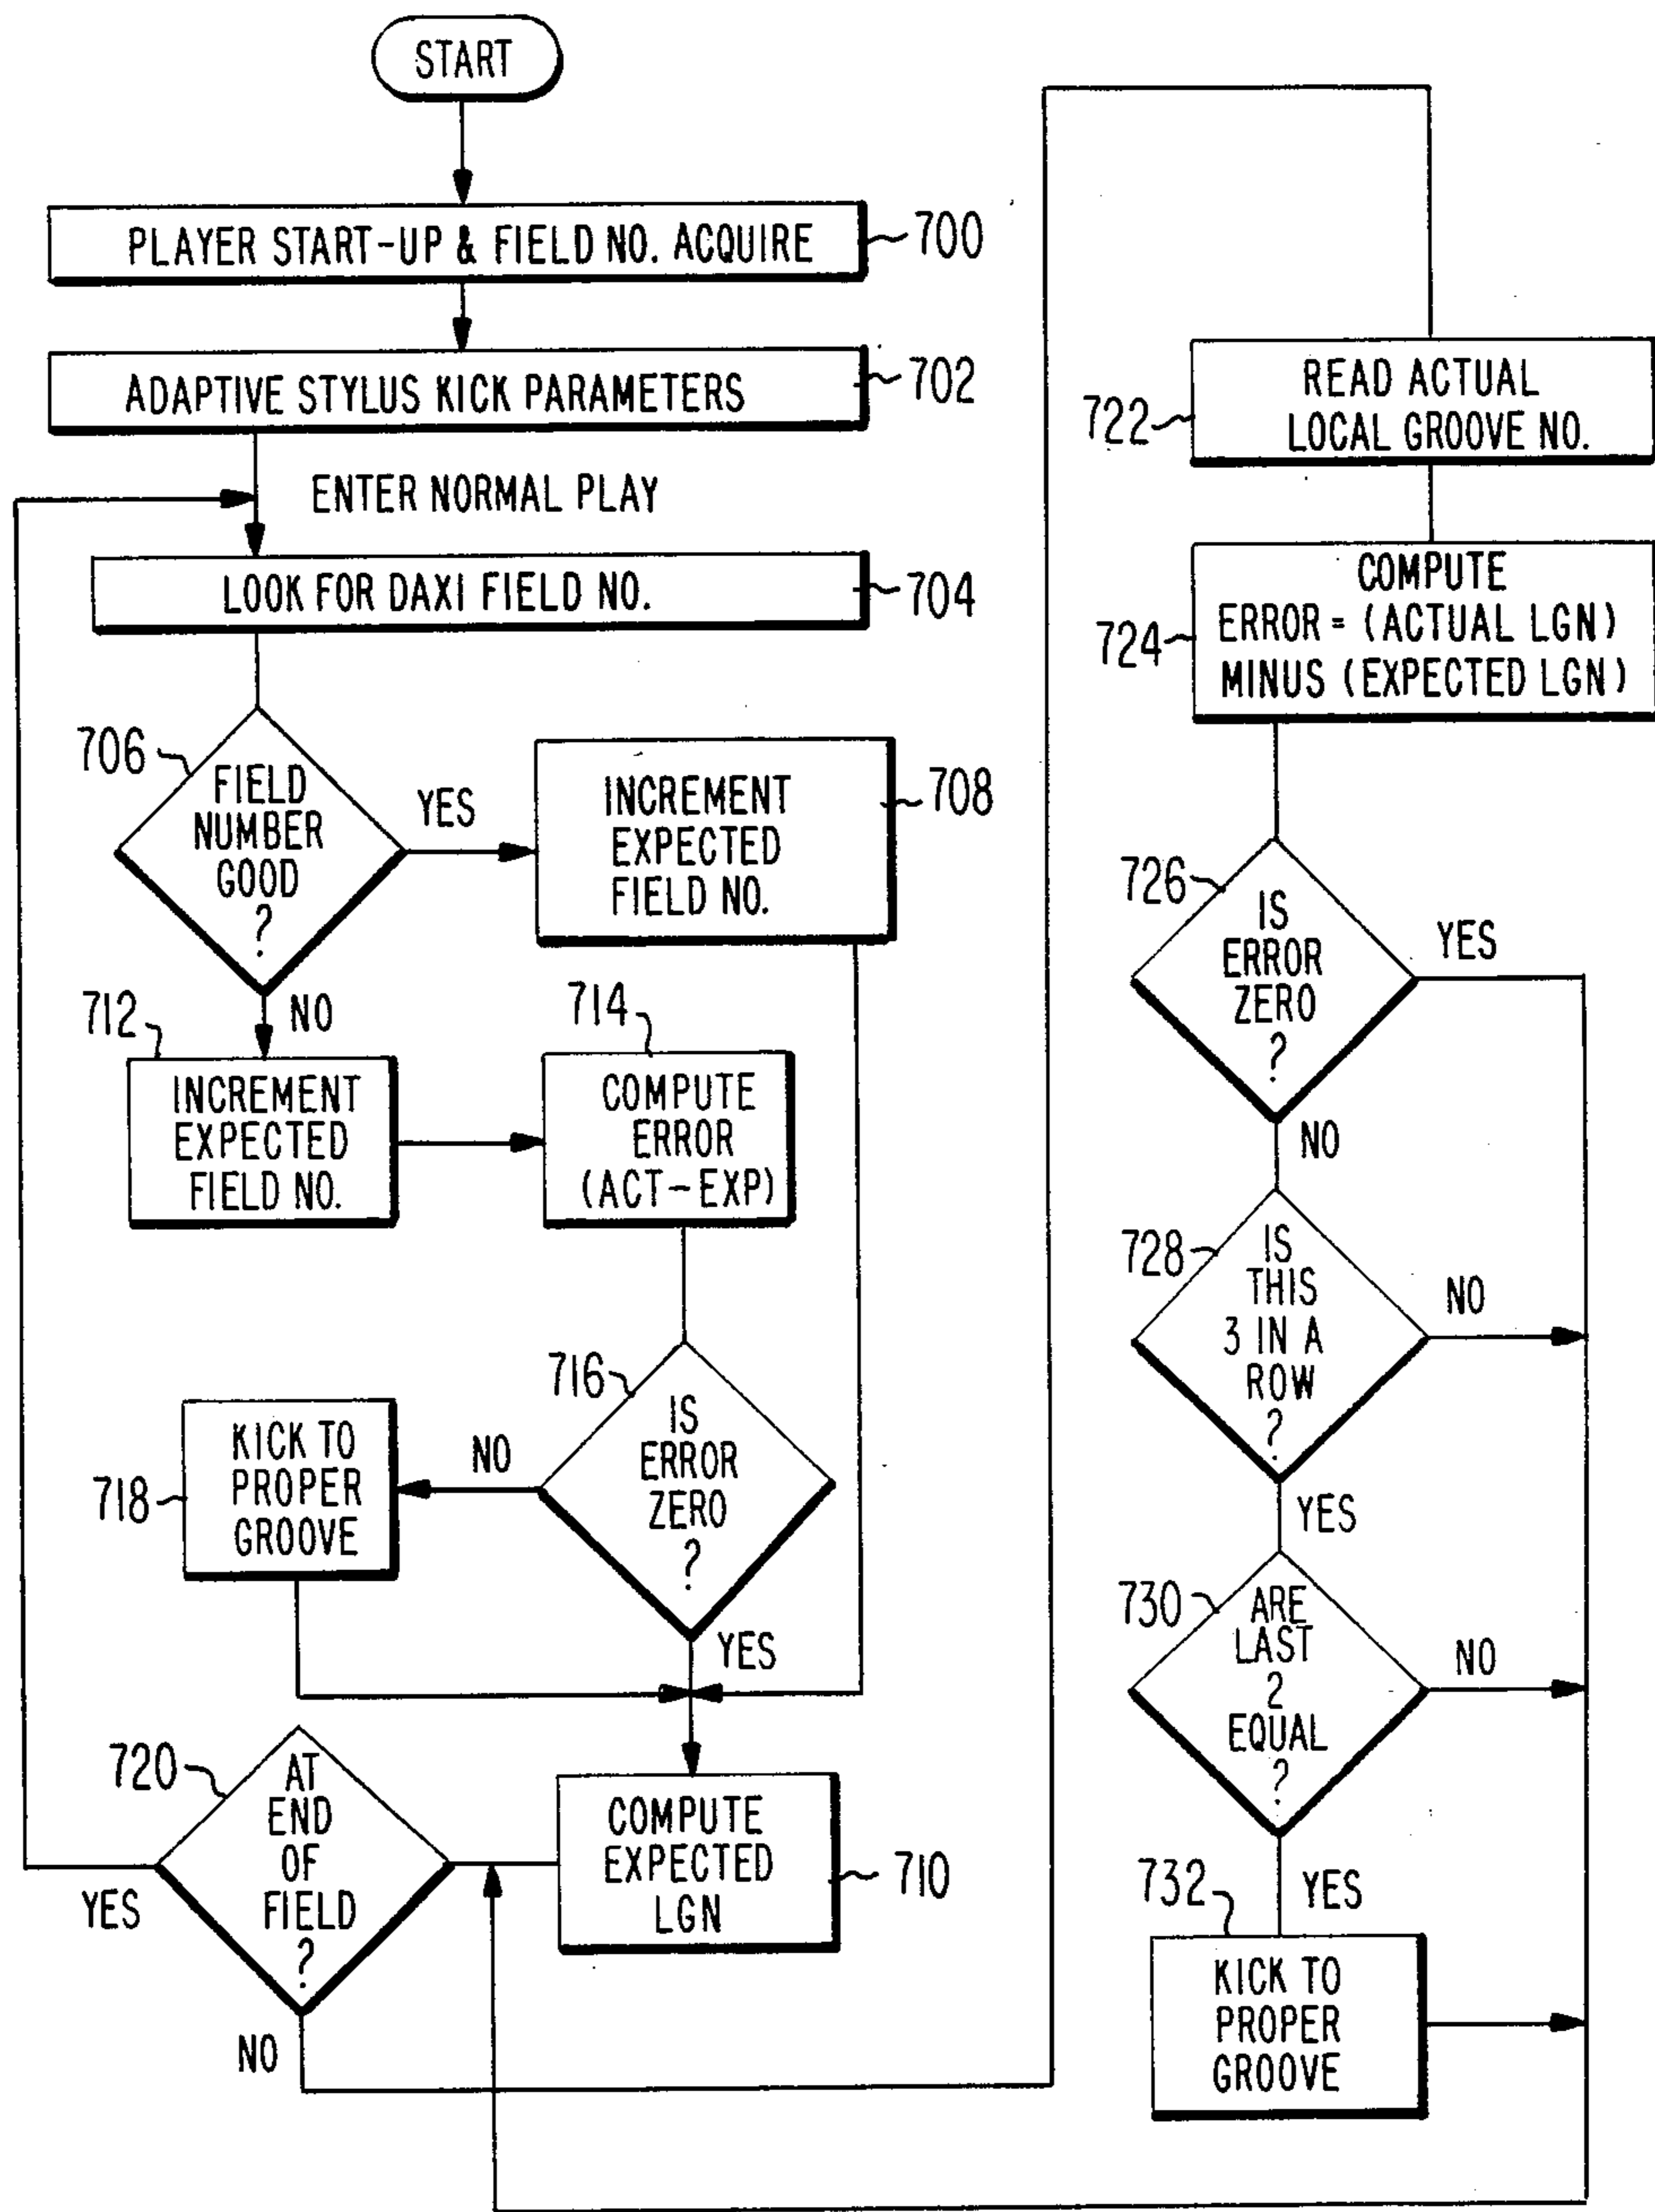 START
PLAYER START-UP & FIELD NO. ACQUIRE
700
ADAPTIVE STYLUS KICK PARAMETERS
702
ENTER NORMAL PLAY
LOOK FOR DAXI FIELD NO.
704
706
FIELD
NUMBER
GOOD
?
YES
INCREMENT
EXPECTED
FIELD NO.
708
NO
712
INCREMENT
EXPECTED
FIELD NO.
714
COMPUTE
ERROR
(ACT-EXP)
716
IS
ERROR
ZERO
?
NO
718
KICK TO
PROPER
GROOVE
YES
720
AT
END
OF
FIELD
?
YES
NO
COMPUTE
EXPECTED
LGN
710
722
READ ACTUAL
LOCAL GROOVE NO.
724
COMPUTE
ERROR = (ACTUAL LGN)
MINUS (EXPECTED LGN)
726
IS
ERROR
ZERO
?
YES
NO
728
IS
THIS
3 IN A
ROW
?
NO
YES
730
ARE
LAST
2
EQUAL
?
NO
YES
732
KICK TO
PROPER
GROOVE